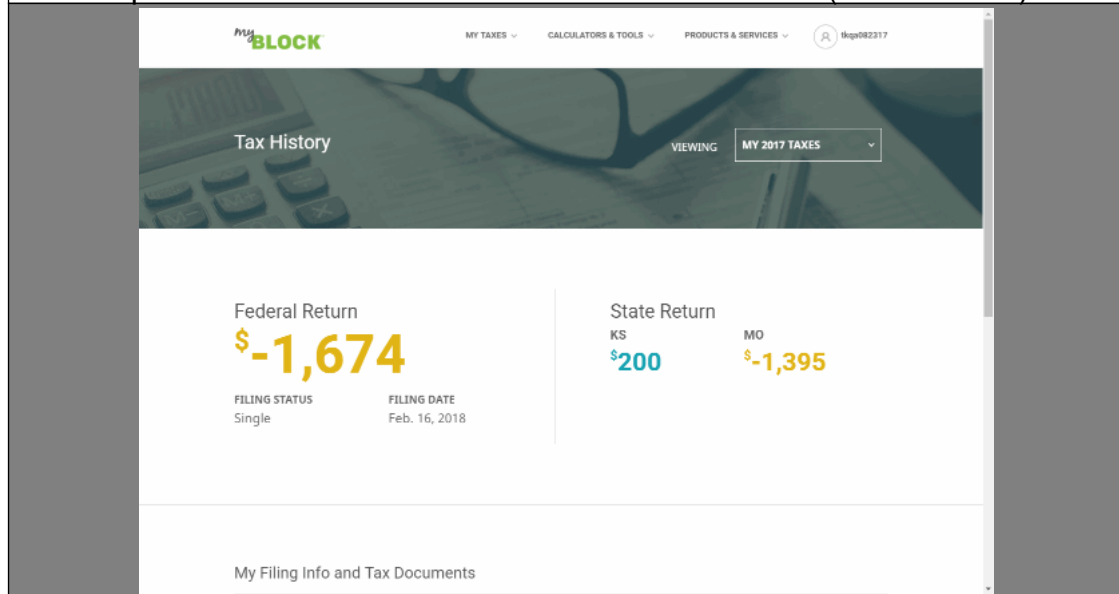 myBLOCK
MY TAXES
CALCULATORS & TOOLS
PRODUCTS & SERVICES
tkqa082317
Tax History
VIEWING
MY 2017 TAXES
Federal Return
$-1,674
FILING STATUS
FILING DATE
Single
Feb. 16, 2018
State Return
KS
MO
$200
$-1,395
My Filing Info and Tax Documents